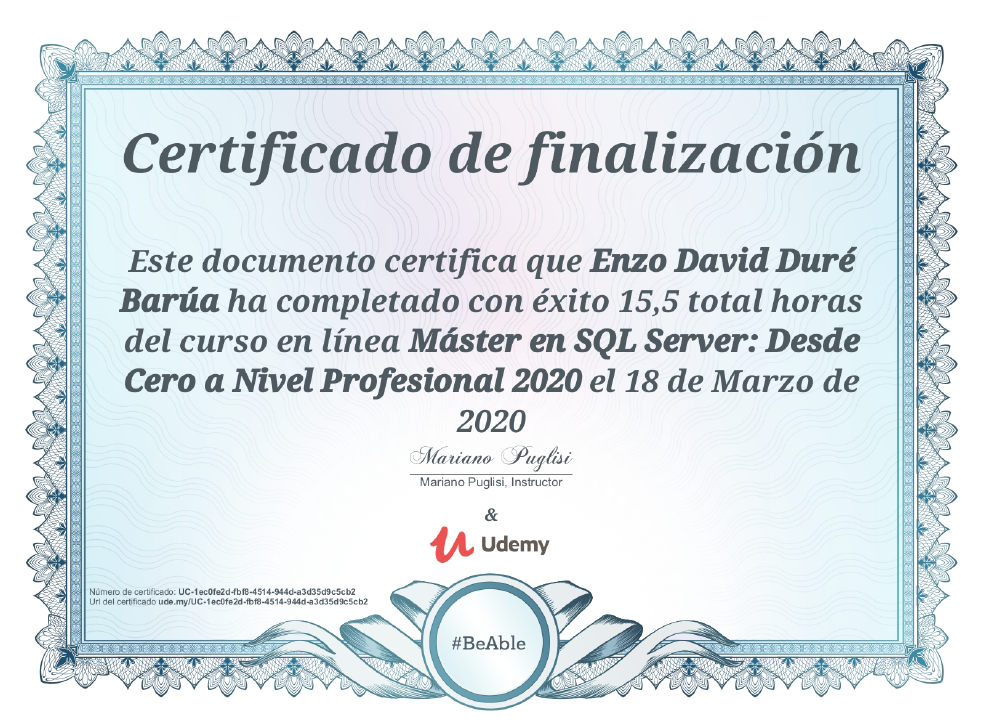 Certificado de finalización
Este documento certifica que Enzo David Duré
Barúa ha completado con éxito 15,5 total horas
del curso en línea Máster en SQL Server: Desde
Cero a Nivel Profesional 2020 el 18 de Marzo de
2020
Mariano Puglisi
Mariano Puglisi, Instructor
&
Udemy
Número de certificado: UC-1ec0fe2d-fbf8-4514-944d-a3d35d9c5cb2
Url del certificado ude.my/UC-1ec0fe2d-fbf8-4514-944d-a3d35d9c5cb2
#BeAble